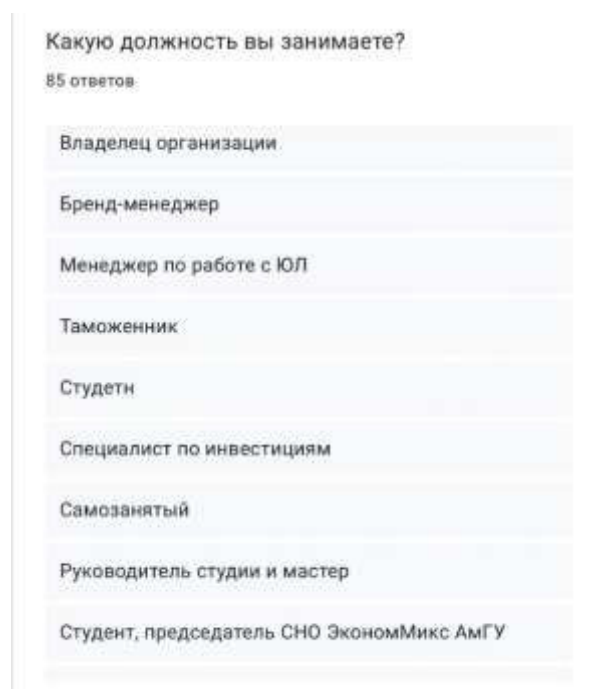 Какую должность вы занимаете?
85 ответов
Владелец организации
Бренд-менеджер
Менеджер по работе с ЮЛ
Таможенник
Студетн
Специалист по инвестициям
Самозанятый
Руководитель студии и мастер
Студент, председатель СНО ЭкономМикс АмГУ